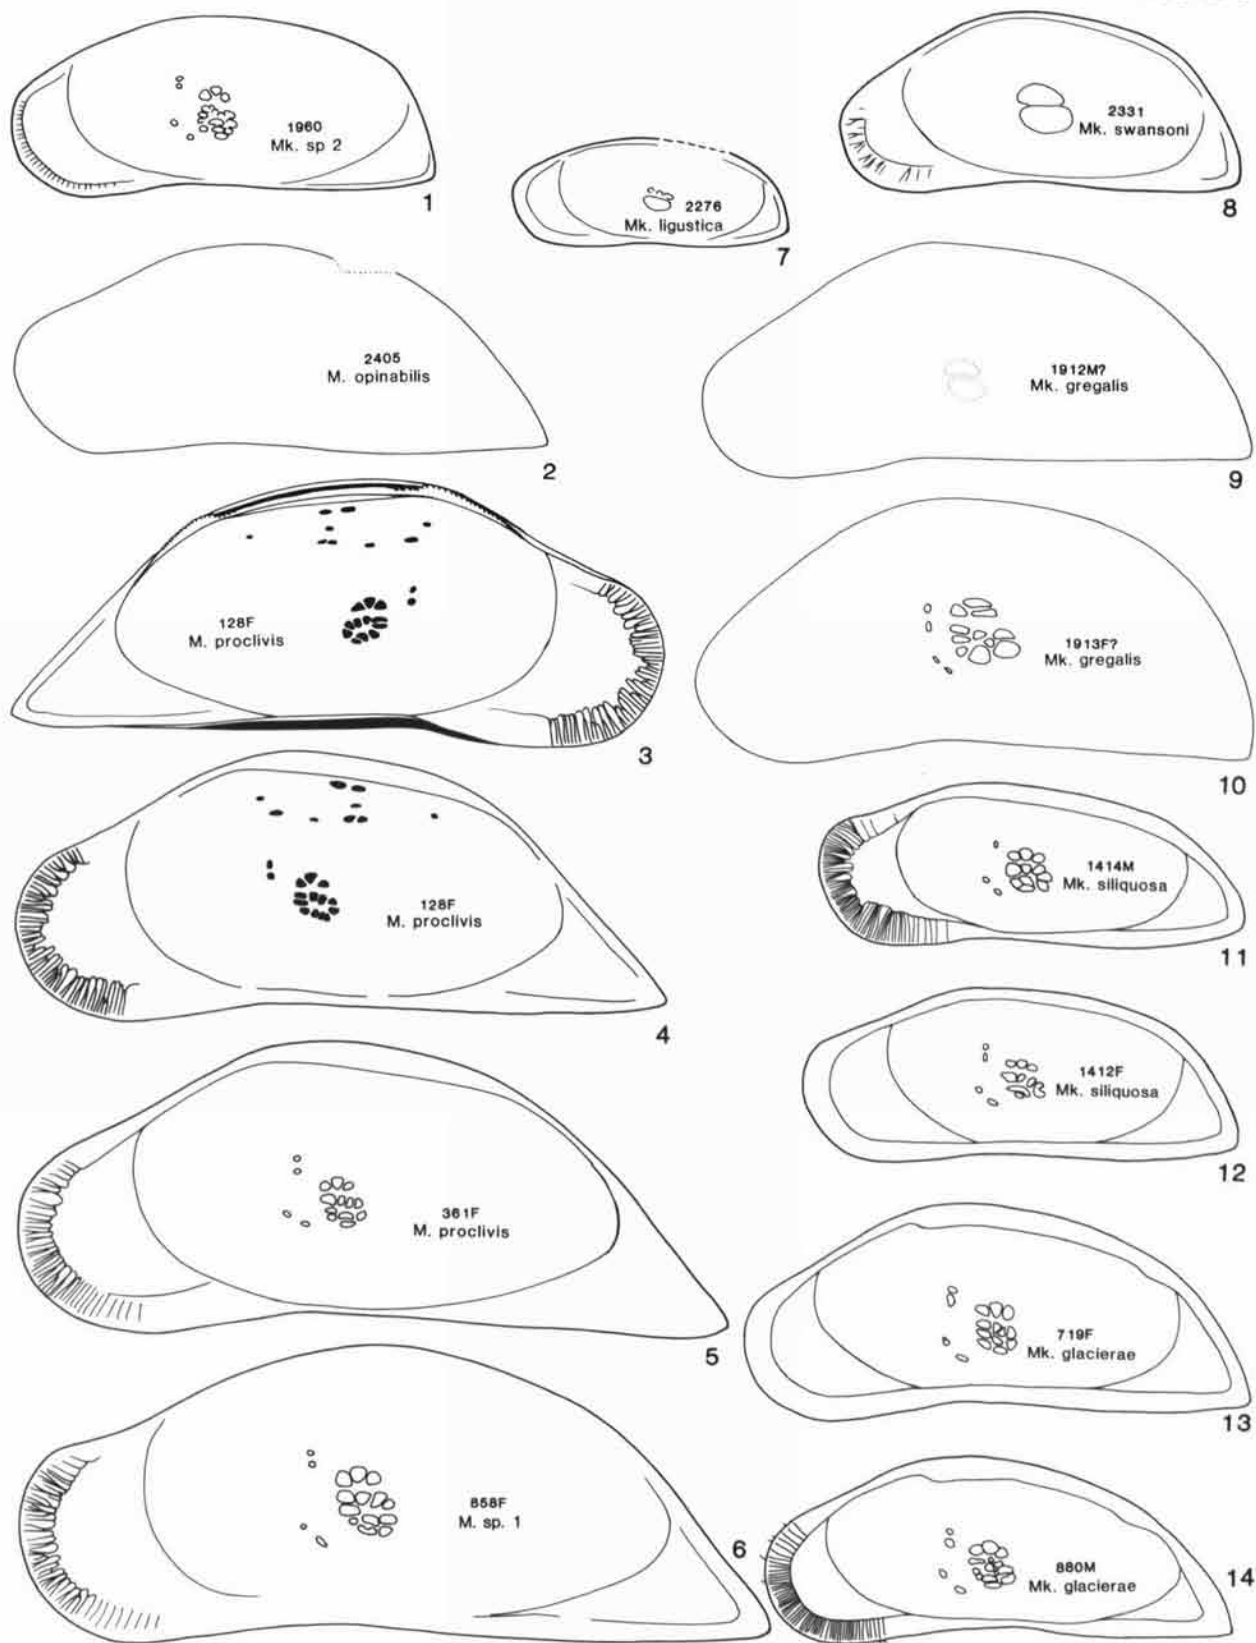 1960
Mk. sp 2
1
2405
M. opinabilis
2
128F
M. proclivis
3
128F
M. proclivis
4
361F
M. proclivis
5
858F
M. sp. 1
6
2276
Mk. ligustica
7
2331
Mk. swansoni
8
1912M?
Mk. gregalis
9
1913F?
Mk. gregalis
10
1414M
Mk. siliquosa
11
1412F
Mk. siliquosa
12
719F
Mk. glacierae
13
880M
Mk. glacierae
14